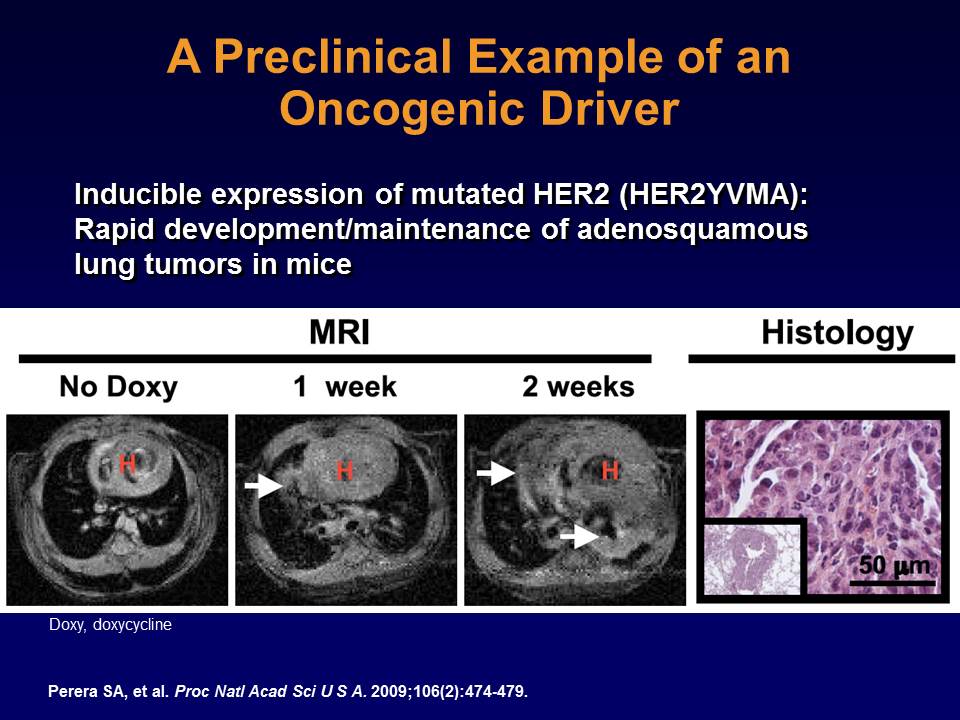 A Preclinical Example of an
Oncogenic Driver
Inducible expression of mutated HER2 (HER2YVMA):
Rapid development/maintenance of adenosquamous
lung tumors in mice
MRI
Histology
No Doxy
1 week
2 weeks
H
H
H
50 μm
Doxy, doxycycline
Perera SA, et al. Proc Natl Acad Sci U S A. 2009;106(2):474-479.